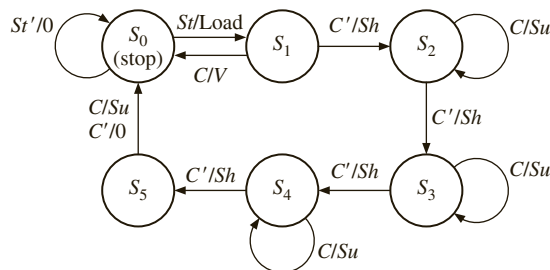 St′/0
S0
(stop)
St/Load
C/V
S1
C′/Sh
S2
C/Su
C′/Sh
C/Su
C′/0
S5
C′/Sh
S4
C′/Sh
S3
C/Su
C/Su